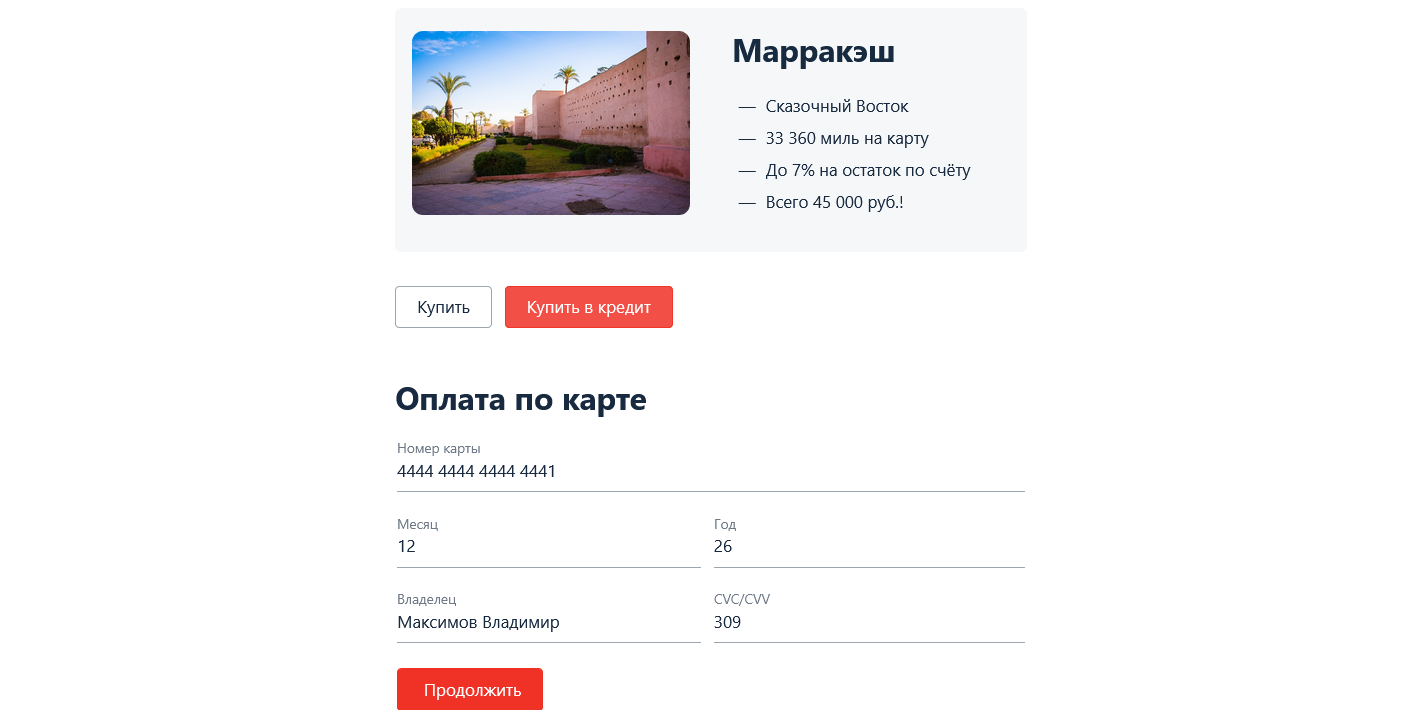 Марракэш
— Сказочный Восток
— 33 360 миль на карту
— До 7% на остаток по счёту
— Всего 45 000 руб.!
Купить
Купить в кредит
Оплата по карте
Номер карты
4444 4444 4444 4441
Месяц
Год
12
26
Владелец
CVC/CVV
Максимов Владимир
309
Продолжить